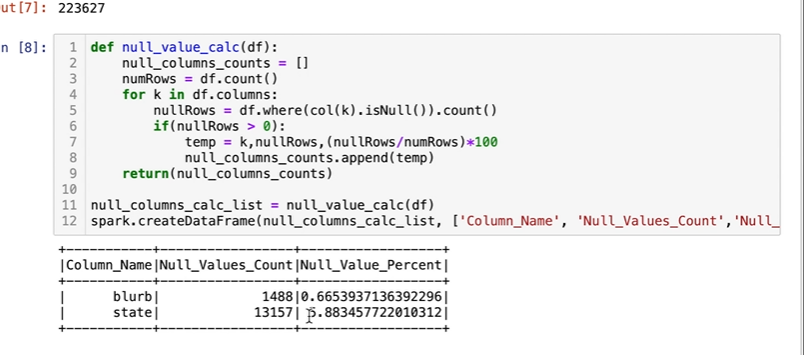 ut[7]: 223627
n [8]:
1 def null_value_calc(df):
2     null_columns_counts = []
3     numRows = df.count()
4     for k in df.columns:
5         nullRows = df.where(col(k).isNull()).count()
6         if(nullRows > 0):
7             temp = k,nullRows,(nullRows/numRows)*100
8             null_columns_counts.append(temp)
9     return(null_columns_counts)
10
11 null_columns_calc_list = null_value_calc(df)
12 spark.createDataFrame(null_columns_calc_list, ['Column_Name', 'Null_Values_Count','Null_
+-----------+-----------------+------------------+
|Column_Name|Null_Values_Count|Null_Value_Percent|
+-----------+-----------------+------------------+
|      blurb|             1488|0.6653937136392296|
|      state|            13157| 5.883457722010312|
+-----------+-----------------+------------------+